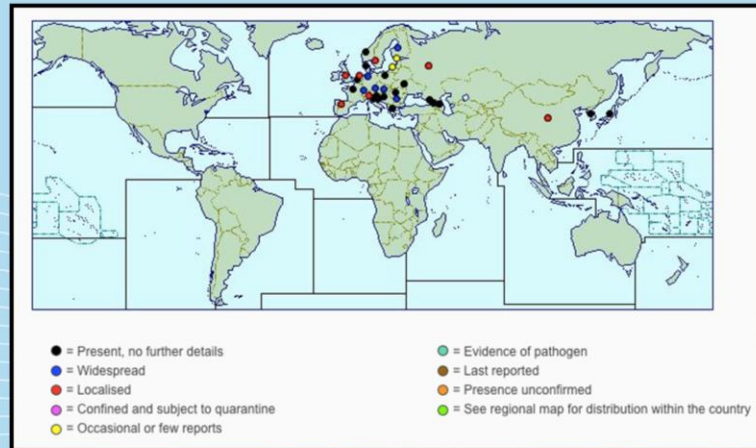 = Present, no further details
= Widespread
= Localised
= Confined and subject to quarantine
= Occasional or few reports
= Evidence of pathogen
= Last reported
= Presence unconfirmed
= See regional map for distribution within the country